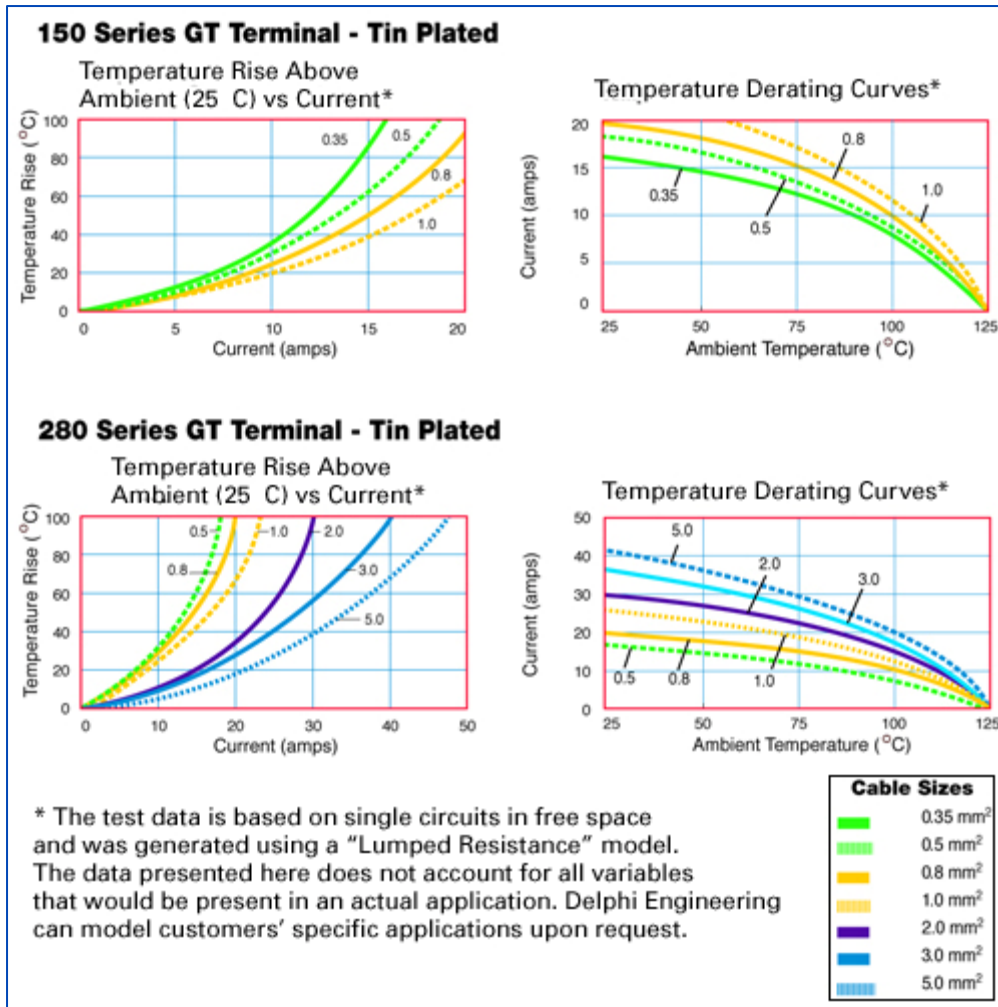 150 Series GT Terminal - Tin Plated
Temperature Rise Above
Ambient (25 C) vs Current*
Temperature Rise (°C)
100
80
60
40
20
0
0.35
0.5
0.8
1.0
0 5 10 15 20
Current (amps)
Temperature Derating Curves*
Current (amps)
20
15
10
5
0
0.8
0.35
0.5
1.0
25 50 75 100 125
Ambient Temperature (°C)
280 Series GT Terminal - Tin Plated
Temperature Rise Above
Ambient (25 C) vs Current*
Temperature Rise (°C)
100
80
60
40
20
0
0.5
1.0
2.0
0.8
3.0
5.0
0 10 20 30 40 50
Current (amps)
Temperature Derating Curves*
Current (amps)
50
40
30
20
10
0
5.0
2.0
3.0
0.5
0.8
1.0
25 50 75 100 125
Ambient Temperature (°C)
* The test data is based on single circuits in free space
and was generated using a “Lumped Resistance” model.
The data presented here does not account for all variables
that would be present in an actual application. Delphi Engineering
can model customers’ specific applications upon request.
Cable Sizes
0.35 mm²
0.5 mm²
0.8 mm²
1.0 mm²
2.0 mm²
3.0 mm²
5.0 mm²